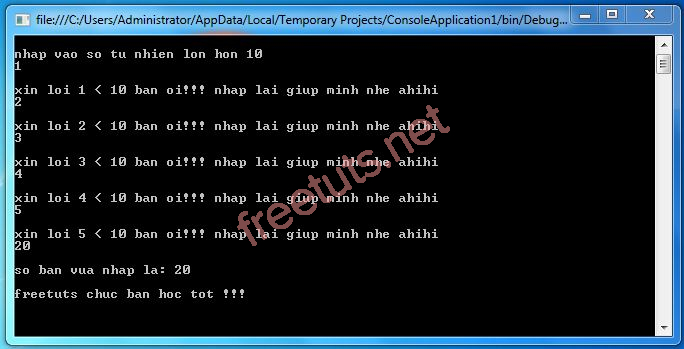 file:///C:/Users/Administrator/AppData/Local/Temporary Projects/ConsoleApplication1/bin/Debug...
nhap vao so tu nhien lon hon 10
1
xin loi 1 < 10 ban oi!!! nhap lai giup minh nhe ahihi
2
xin loi 2 < 10 ban oi!!! nhap lai giup minh nhe ahihi
3
xin loi 3 < 10 ban oi!!! nhap lai giup minh nhe ahihi
4
xin loi 4 < 10 ban oi!!! nhap lai giup minh nhe ahihi
5
xin loi 5 < 10 ban oi!!! nhap lai giup minh nhe ahihi
20
so ban vua nhap la: 20
freetuts chuc ban hoc tot !!!
freetuts.net